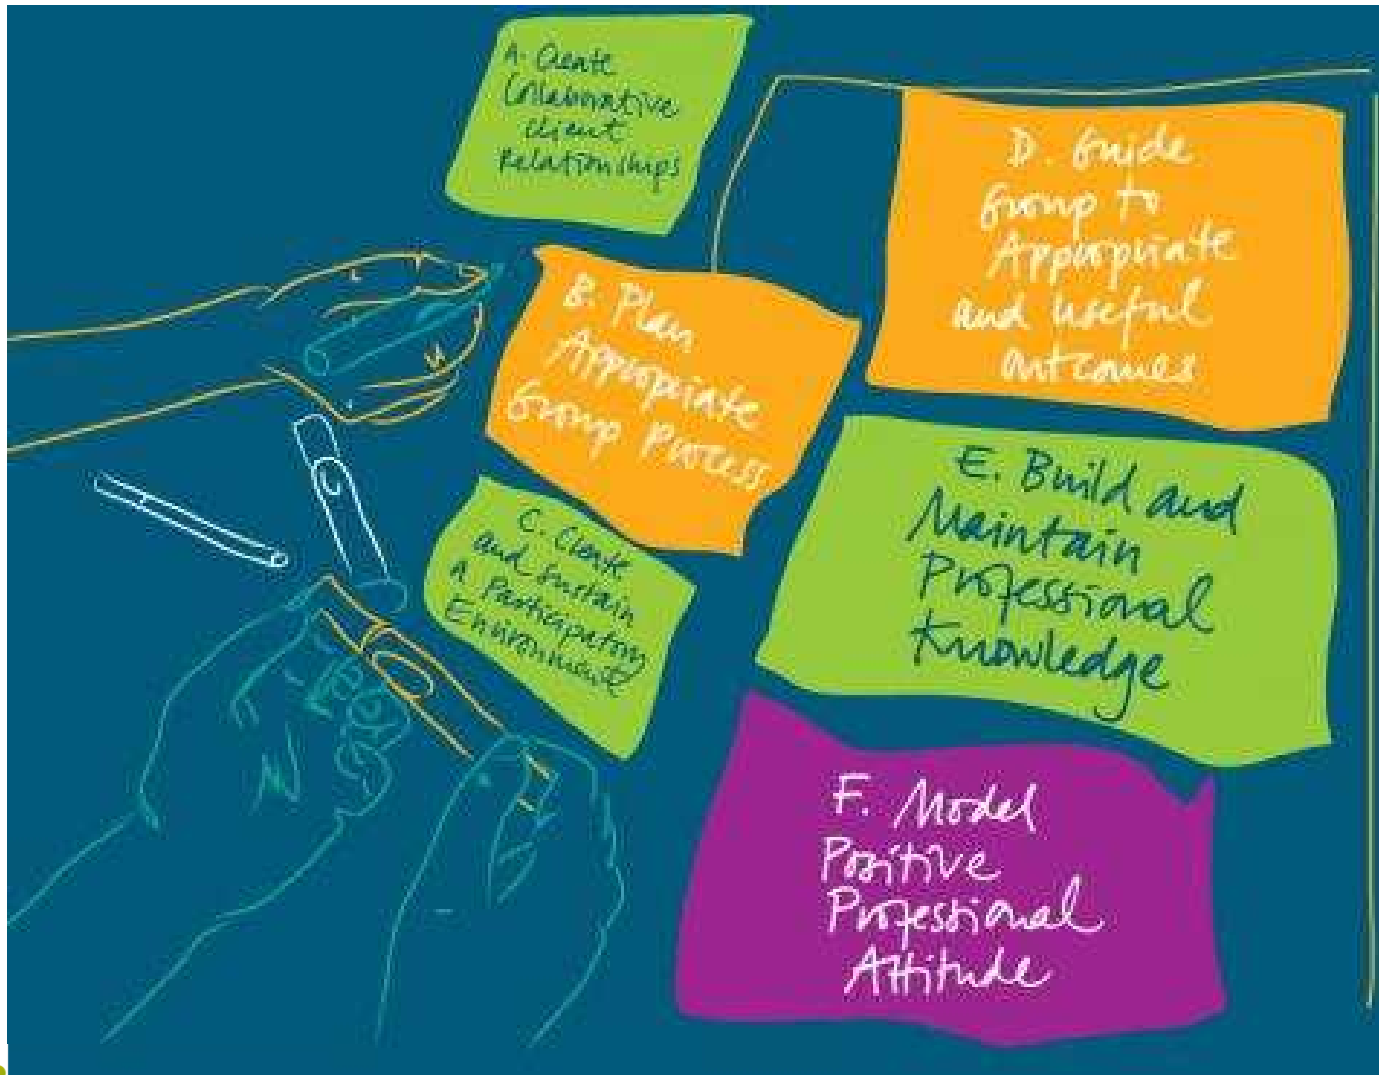 A. Create
Collaborative
client
Relationships
B. Plan
Appropriate
Group Process
C. Create
and Sustain
A Participatory
Environment
D. Guide
Group to
Appropriate
and Useful
Outcomes
E. Build and
Maintain
Professional
Knowledge
F. Model
Positive
Professional
Attitude